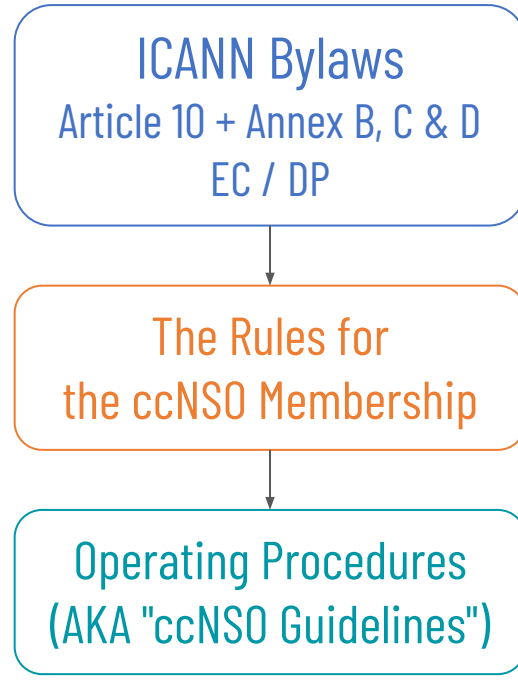 ICANN Bylaws
Article 10 + Annex B, C & D
EC / DP
The Rules for
the ccNSO Membership
Operating Procedures
(AKA "ccNSO Guidelines")